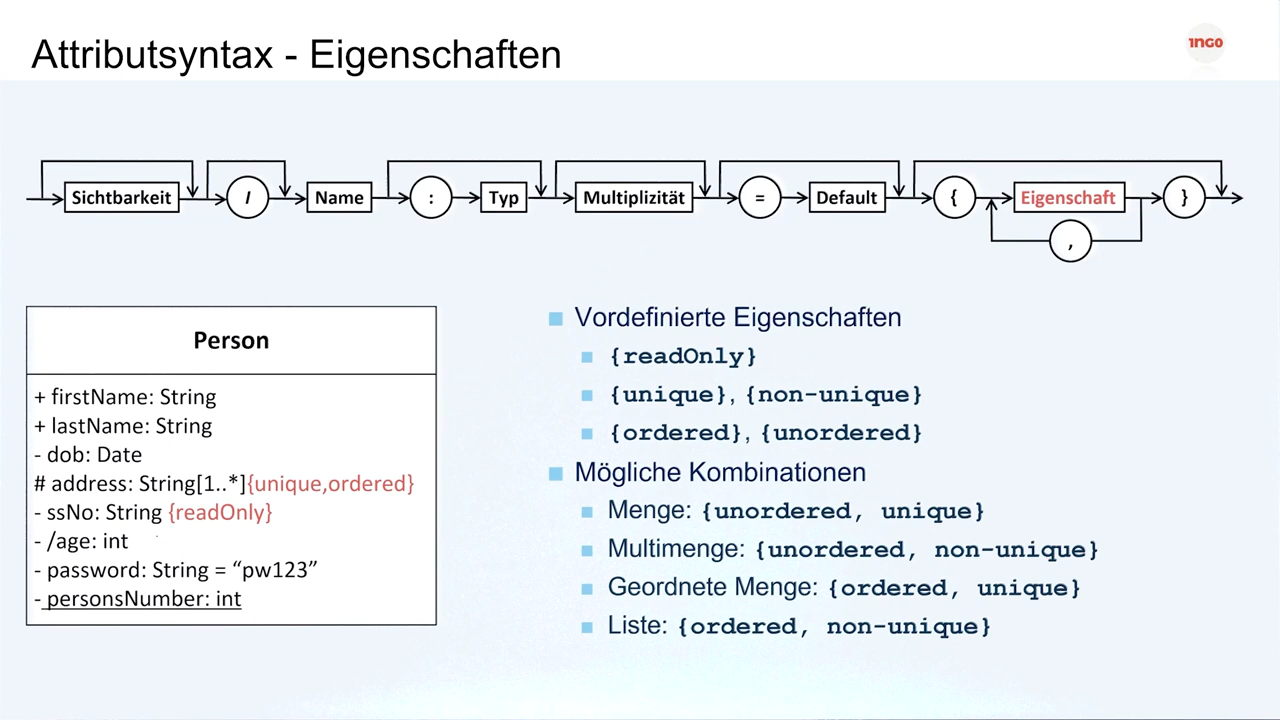 Attributsyntax - Eigenschaften
1NG0
Sichtbarkeit / Name : Typ Multiplizität = Default { Eigenschaft }
,
Person
+ firstName: String
+ lastName: String
- dob: Date
# address: String[1..*]{unique,ordered}
- ssNo: String {readOnly}
- /age: int
- password: String = “pw123”
- personsNumber: int
Vordefinierte Eigenschaften
{readOnly}
{unique}, {non-unique}
{ordered}, {unordered}
Mögliche Kombinationen
Menge: {unordered, unique}
Multimenge: {unordered, non-unique}
Geordnete Menge: {ordered, unique}
Liste: {ordered, non-unique}